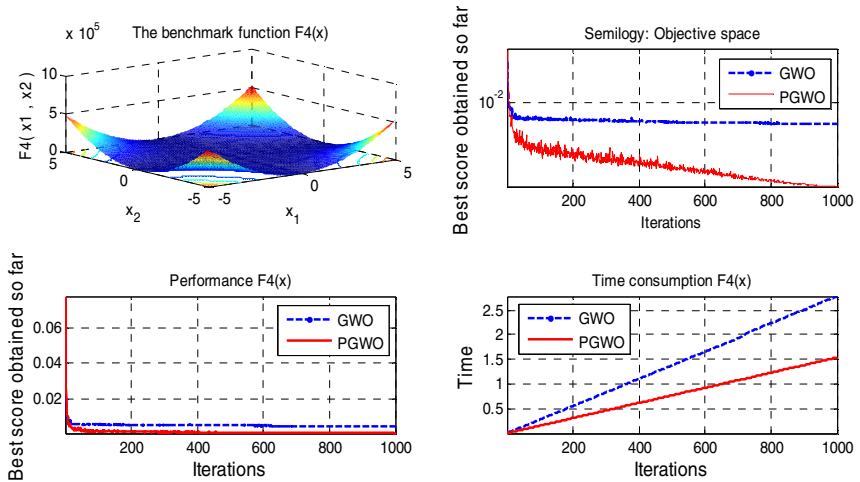 The benchmark function F4(x)
x 10^5
F4( x1 , x2 )
10
5
0
5
0
-5
-5
0
5
x_2
x_1
Semilogy: Objective space
Best score obtained so far
10^-2
GWO
PGWO
200
400
600
800
1000
Iterations
Performance F4(x)
Best score obtained so far
0.06
0.04
0.02
GWO
PGWO
200
400
600
800
1000
Iterations
Time consumption F4(x)
Time
2.5
2
1.5
1
0.5
GWO
PGWO
200
400
600
800
1000
Iterations